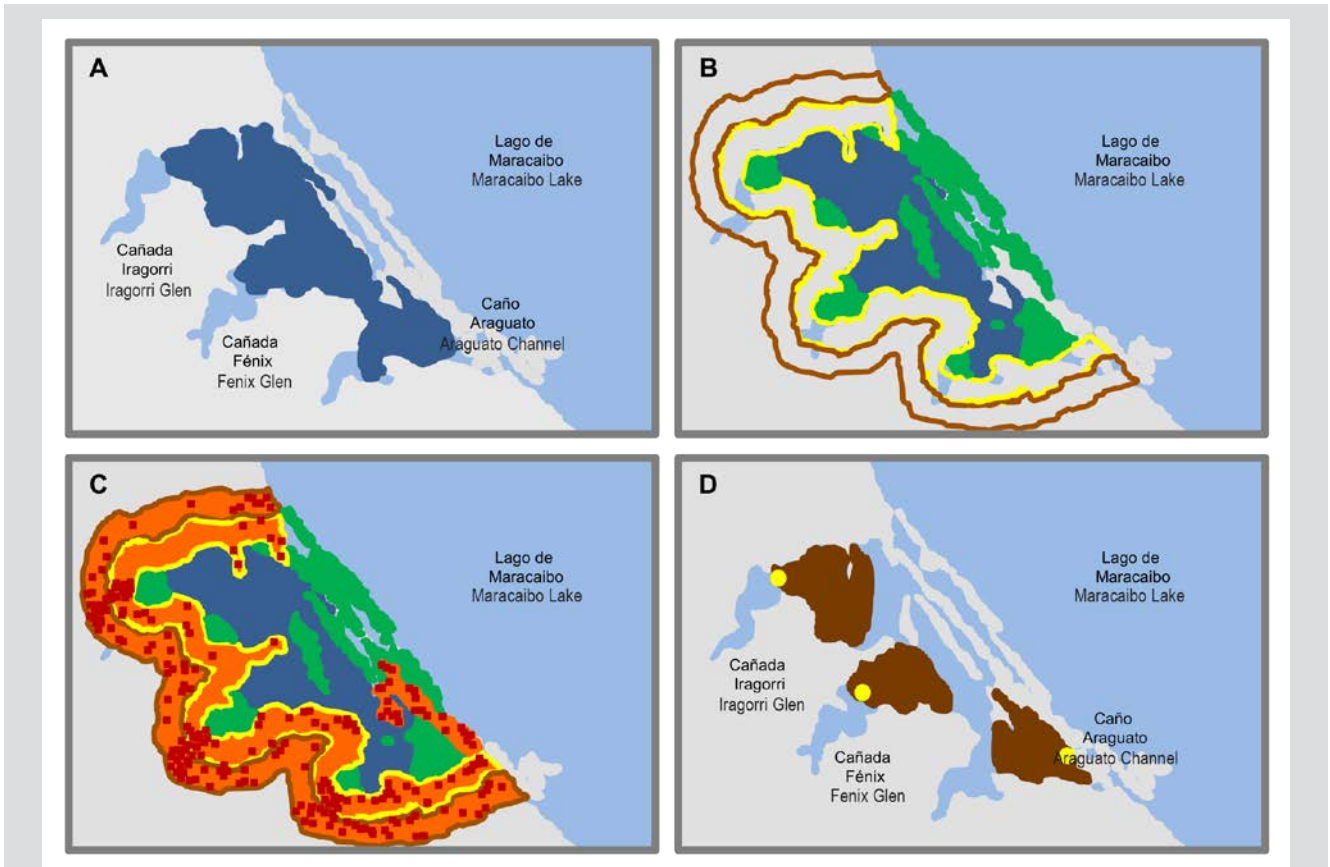 A
Lago de
Maracaibo
Maracaibo Lake
Cañada
Iragorri
Iragorri Glen
Cañada
Fénix
Fenix Glen
Caño
Araguato
Araguato Channel
B
Lago de
Maracaibo
Maracaibo Lake
C
Lago de
Maracaibo
Maracaibo Lake
D
Lago de
Maracaibo
Maracaibo Lake
Cañada
Iragorri
Iragorri Glen
Cañada
Fénix
Fenix Glen
Caño
Araguato
Araguato Channel